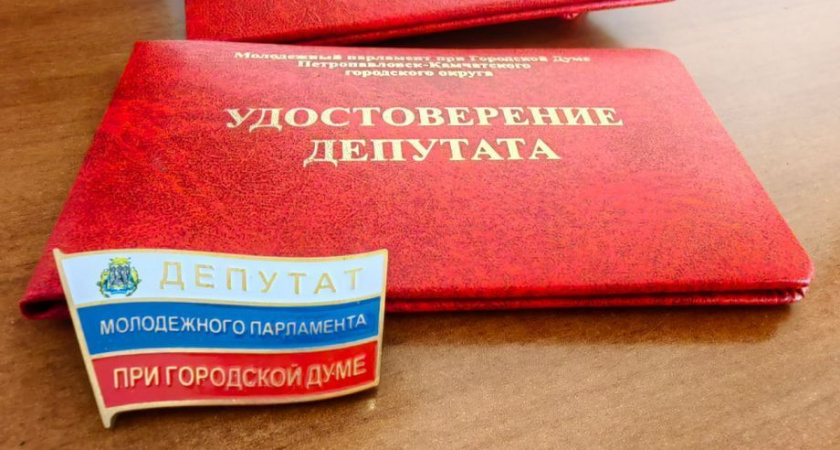 Молодежный парламент при Городской Думе
Петропавловск-Камчатского
городского округа
УДОСТОВЕРЕНИЕ
ДЕПУТАТА
ДЕПУТАТ
МОЛОДЕЖНОГО ПАРЛАМЕНТА
ПРИ ГОРОДСКОЙ ДУМЕ